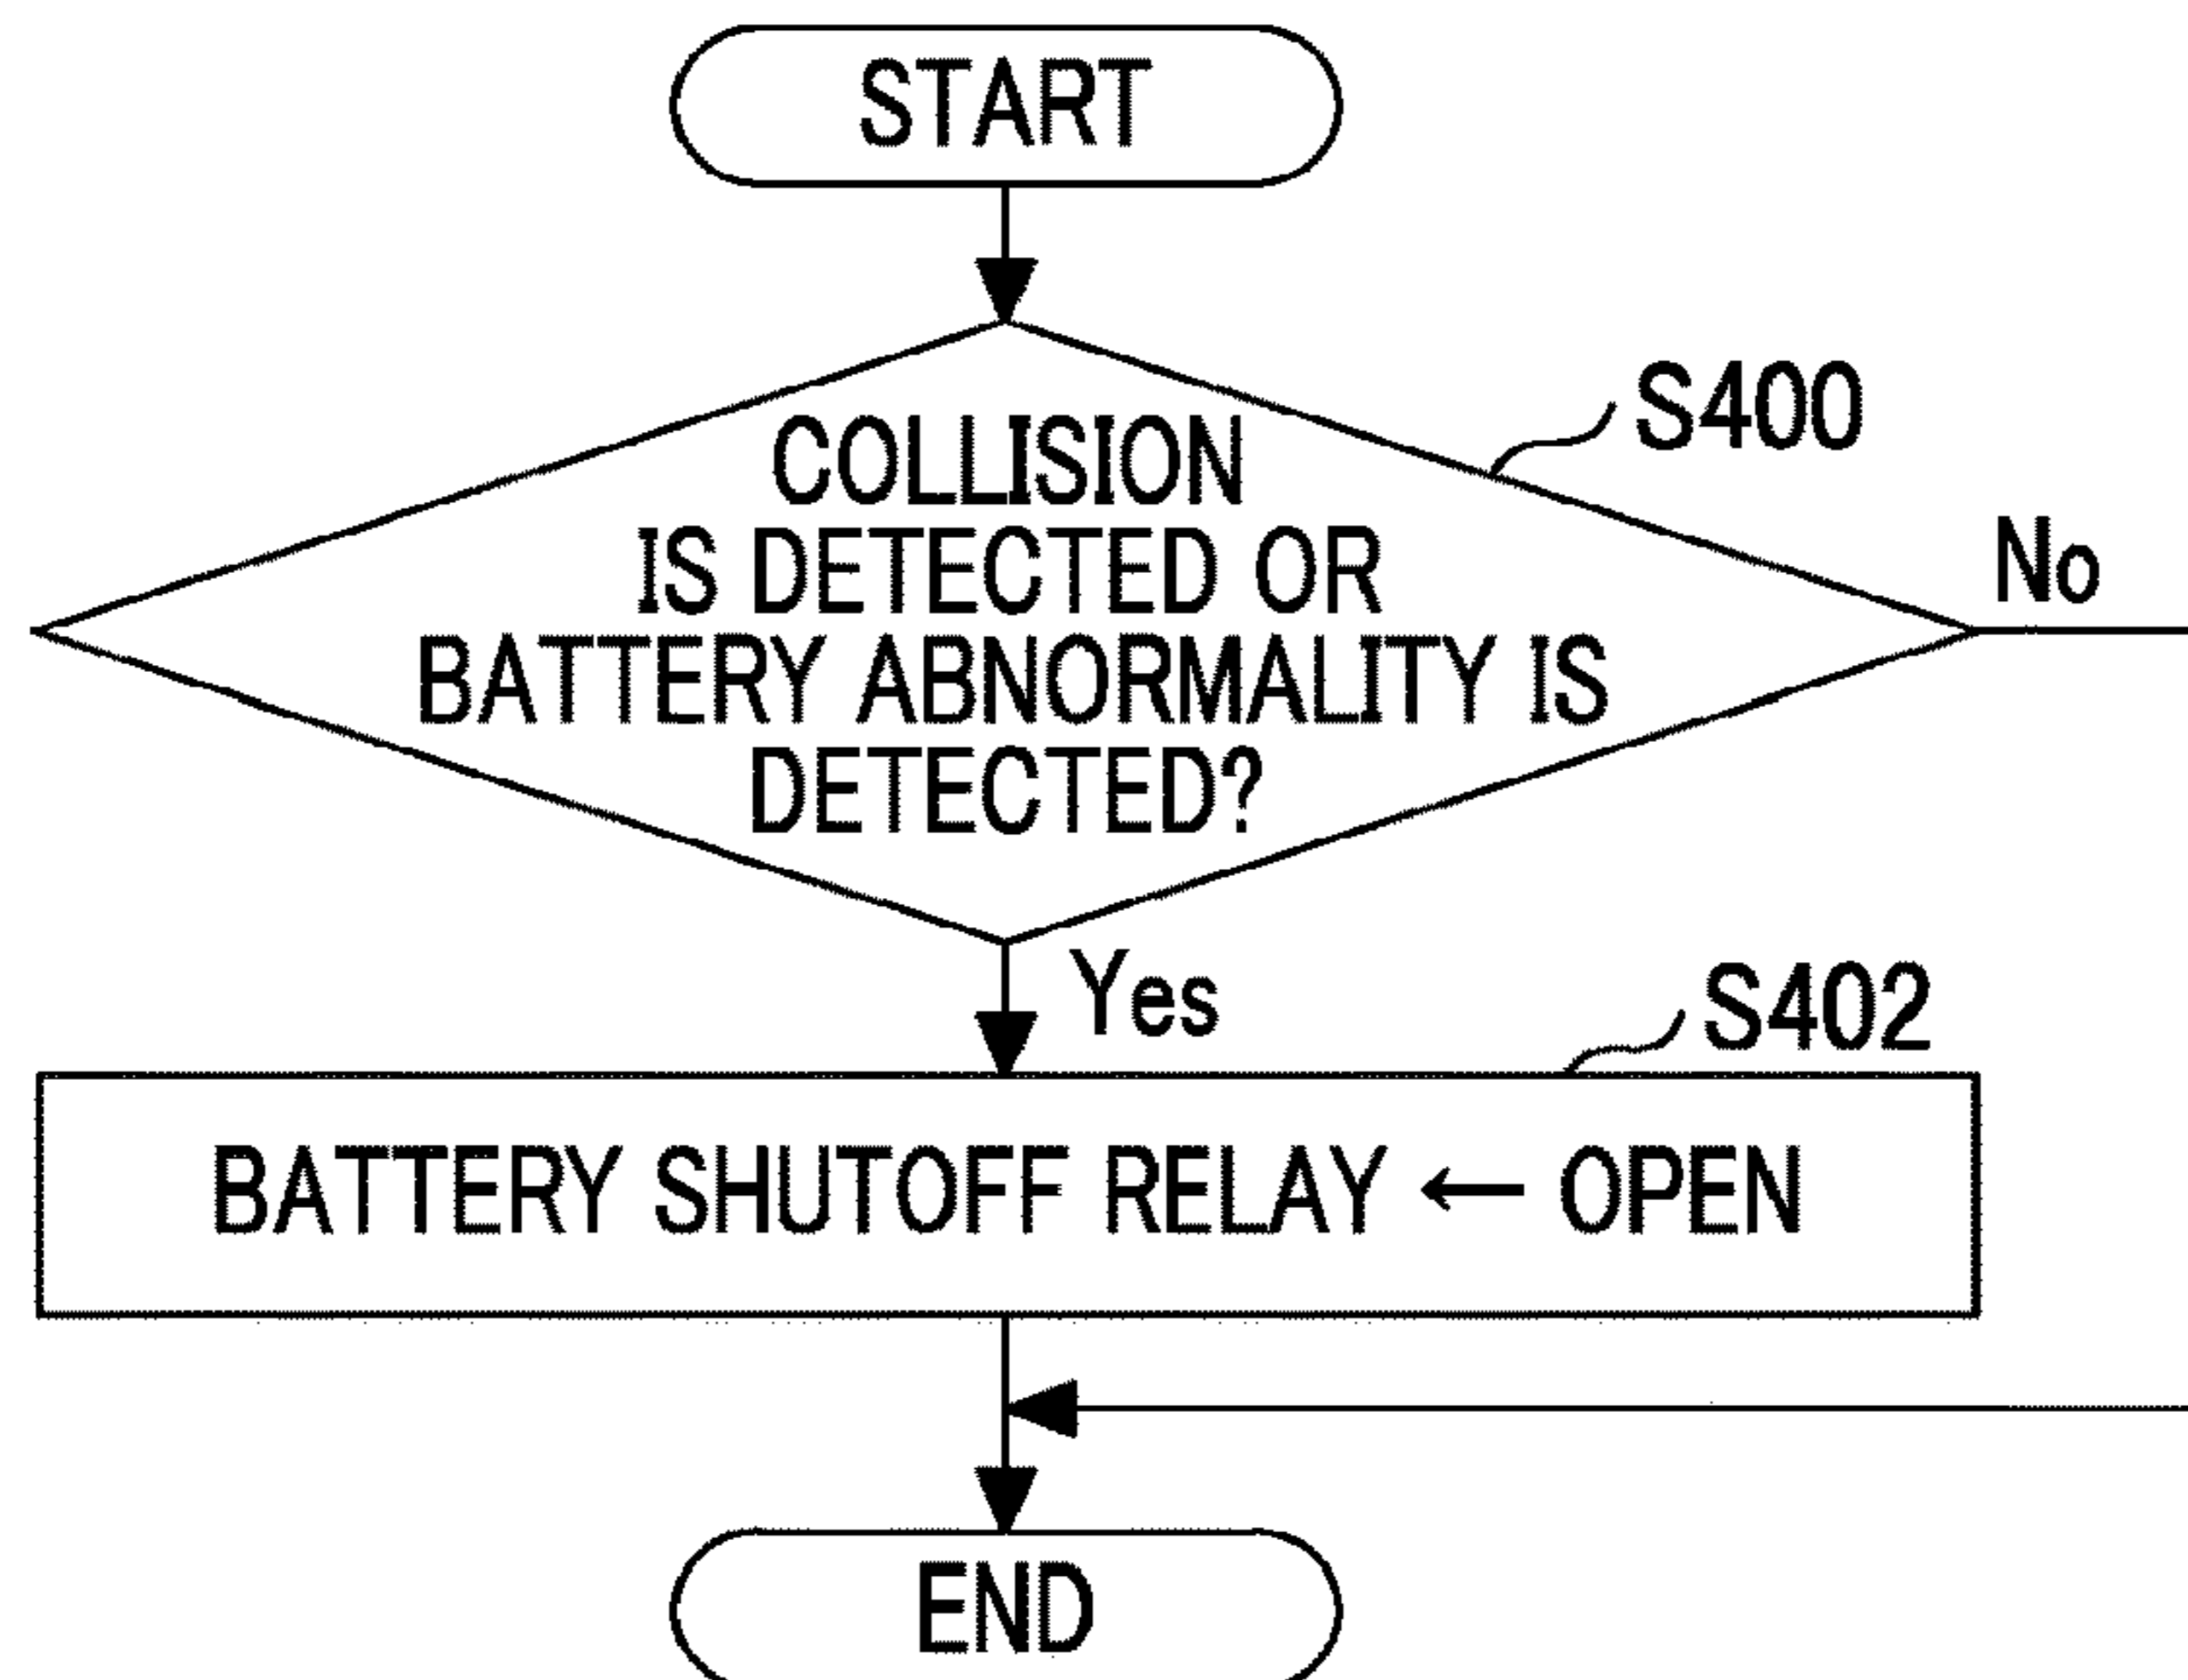 START
S400
COLLISION
IS DETECTED OR
BATTERY ABNORMALITY IS
DETECTED?
No
Yes
S402
BATTERY SHUTOFF RELAY ← OPEN
END